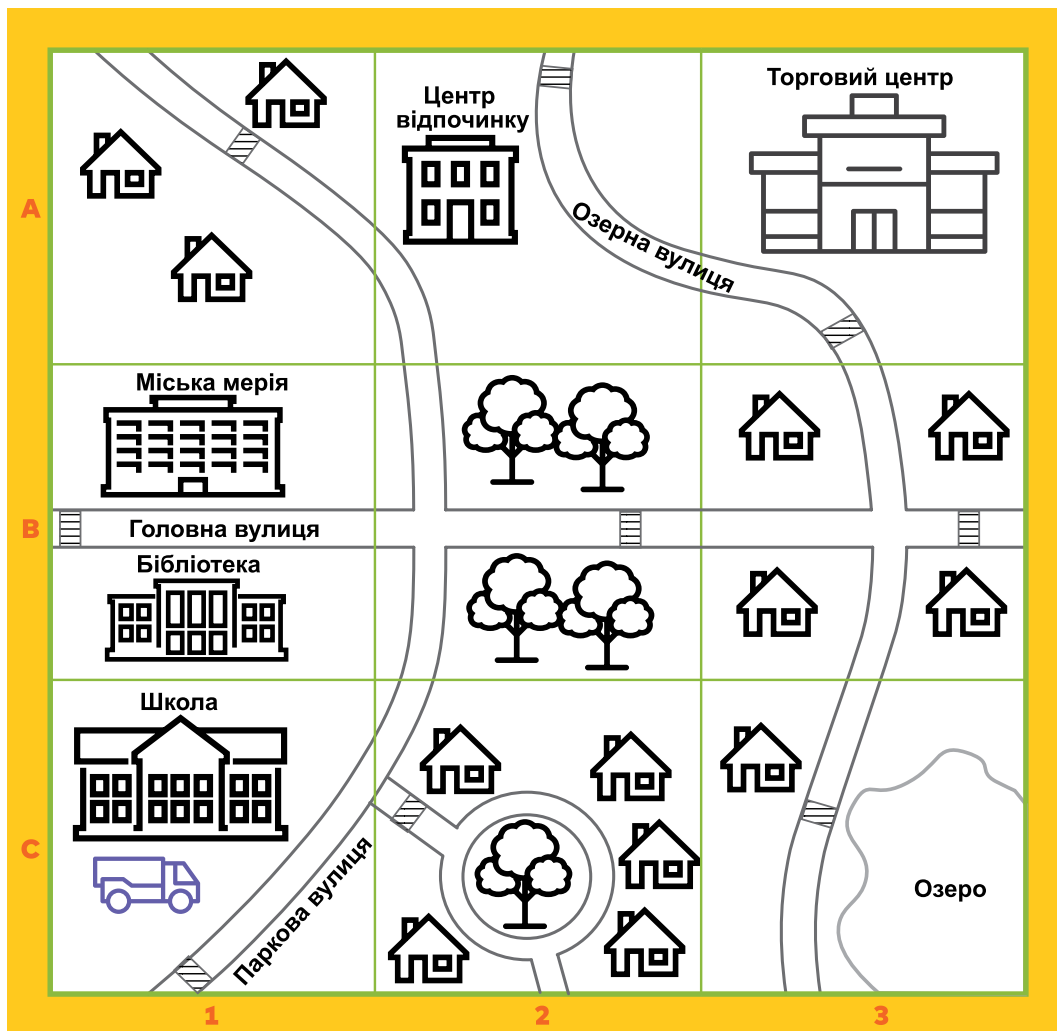 Центр
відпочинку
Торговий центр
A
Озерна вулиця
Міська мерія
B
Головна вулиця
Бібліотека
Школа
C
Паркова вулиця
Озеро
1
2
3